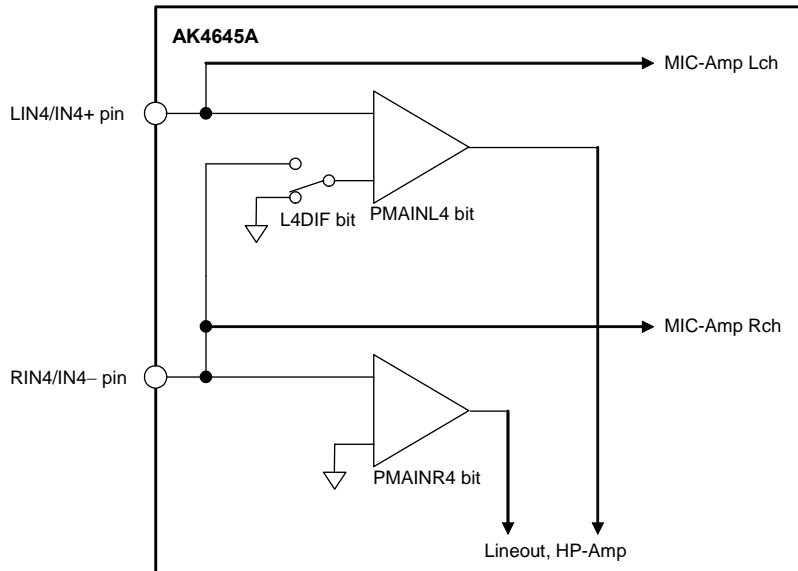 AK4645A
MIC-Amp Lch
LIN4/IN4+ pin
L4DIF bit
PMAINL4 bit
MIC-Amp Rch
RIN4/IN4− pin
PMAINR4 bit
Lineout, HP-Amp